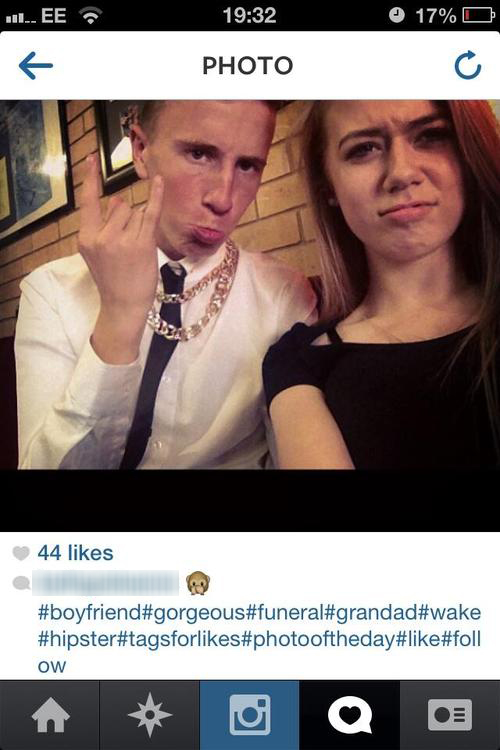 EE 19:32 17%
PHOTO
44 likes
#boyfriend#gorgeous#funeral#grandad#wake
#hipster#tagsforlikes#photooftheday#like#foll
ow